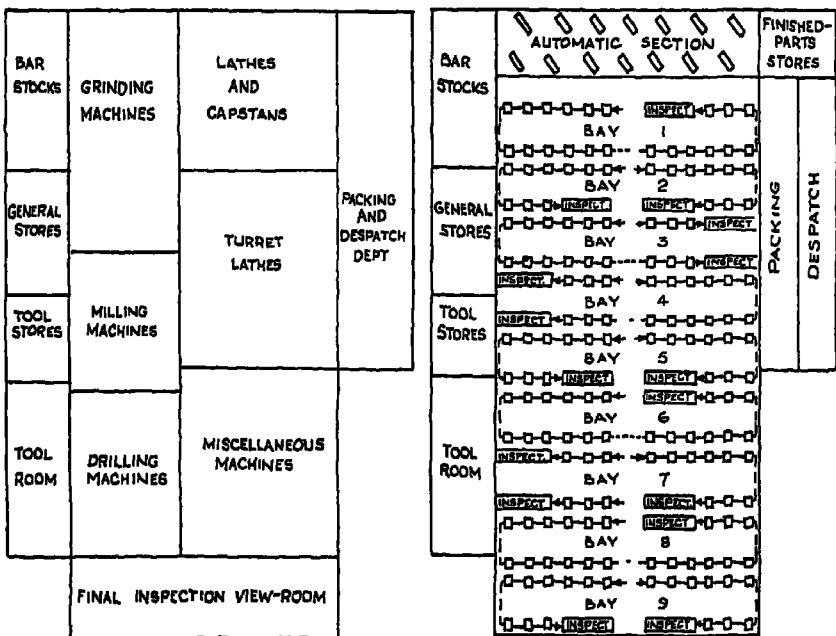 BAR
STOCKS
GRINDING
MACHINES
LATHES
AND
CAPSTANS
GENERAL
STORES
TURRET
LATHES
PACKING
AND
DESPATCH
DEPT
TOOL
STORES
MILLING
MACHINES
TOOL
ROOM
DRILLING
MACHINES
MISCELLANEOUS
MACHINES
FINAL INSPECTION VIEW-ROOM
BAR
STOCKS
AUTOMATIC SECTION
FINISHED-
PARTS
STORES
INSPECT
BAY 1
BAY 2
GENERAL
STORES
INSPECT INSPECT
BAY 3
INSPECT
INSPECT
INSPECT
BAY 4
TOOL
STORES
INSPECT
BAY 5
INSPECT INSPECT
INSPECT
BAY 6
TOOL
ROOM
INSPECT
BAY 7
INSPECT INSPECT
INSPECT
BAY 8
BAY 9
INSPECT INSPECT
PACKING
DESPATCH